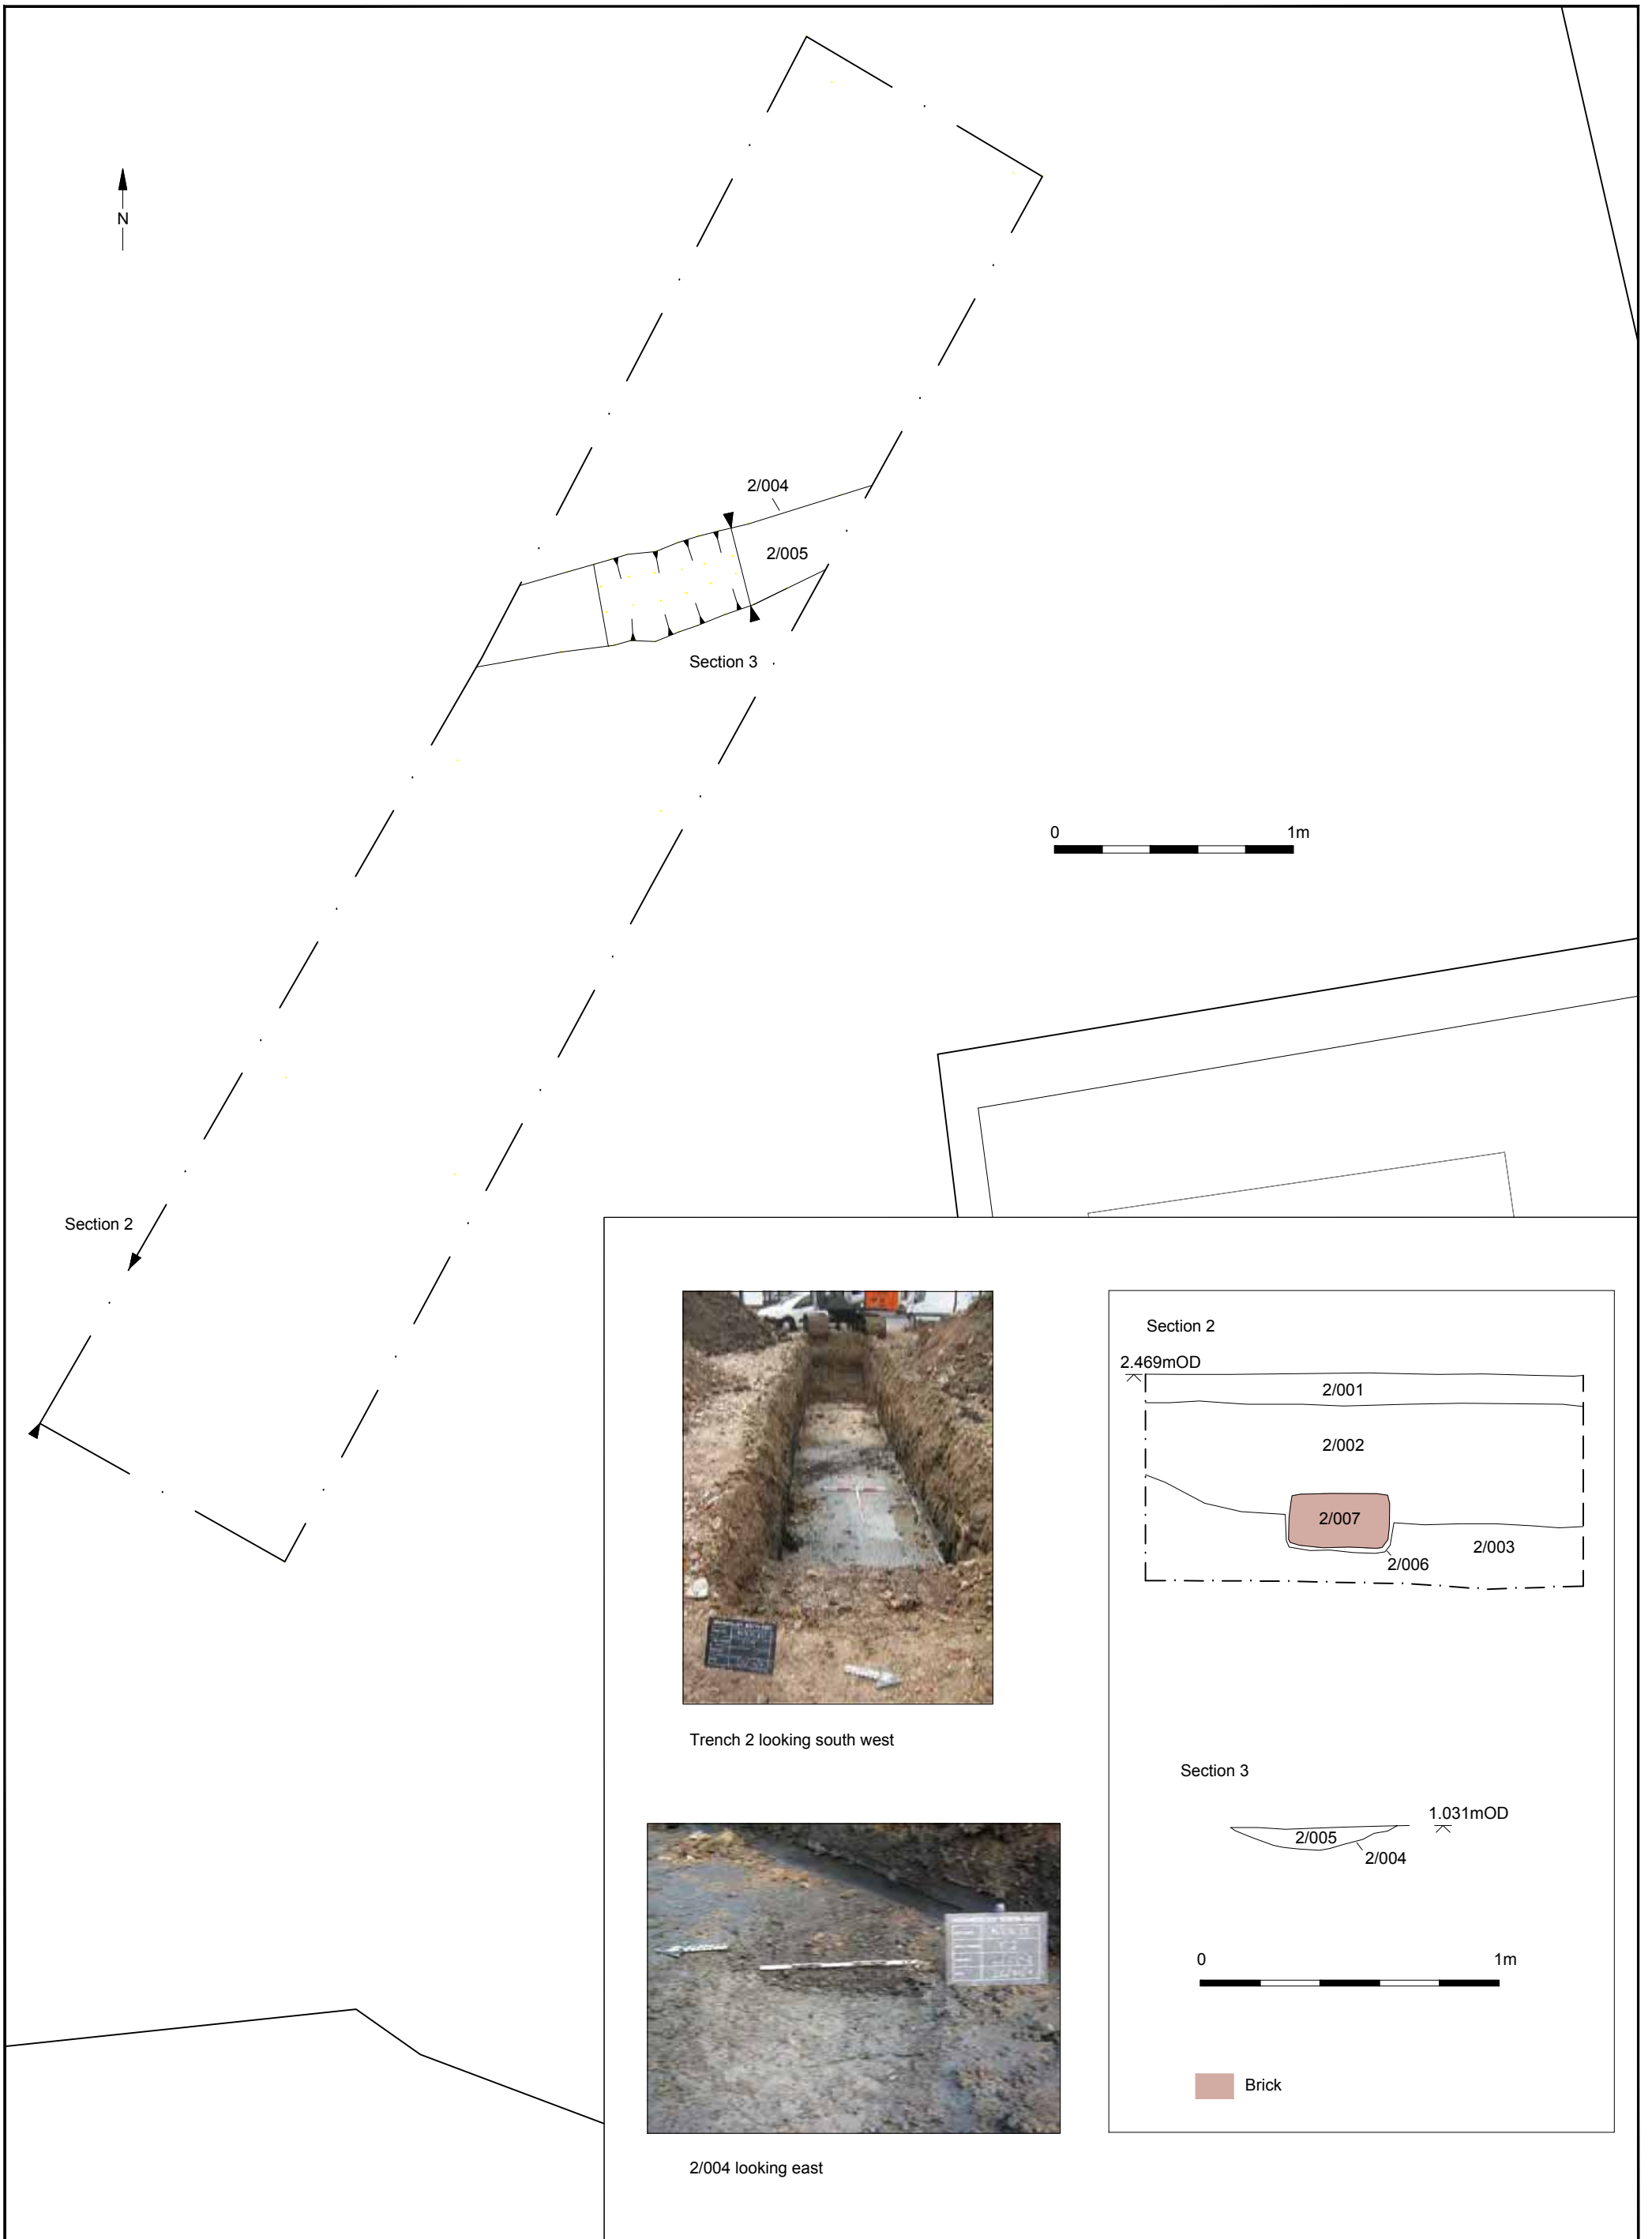 N
2/004
2/005
Section 3
0 1m
Section 2
Section 2
2.469mOD
2/001
2/002
2/007
2/003
2/006
Trench 2 looking south west
Section 3
1.031mOD
2/005
2/004
0 1m
Brick
2/004 looking east